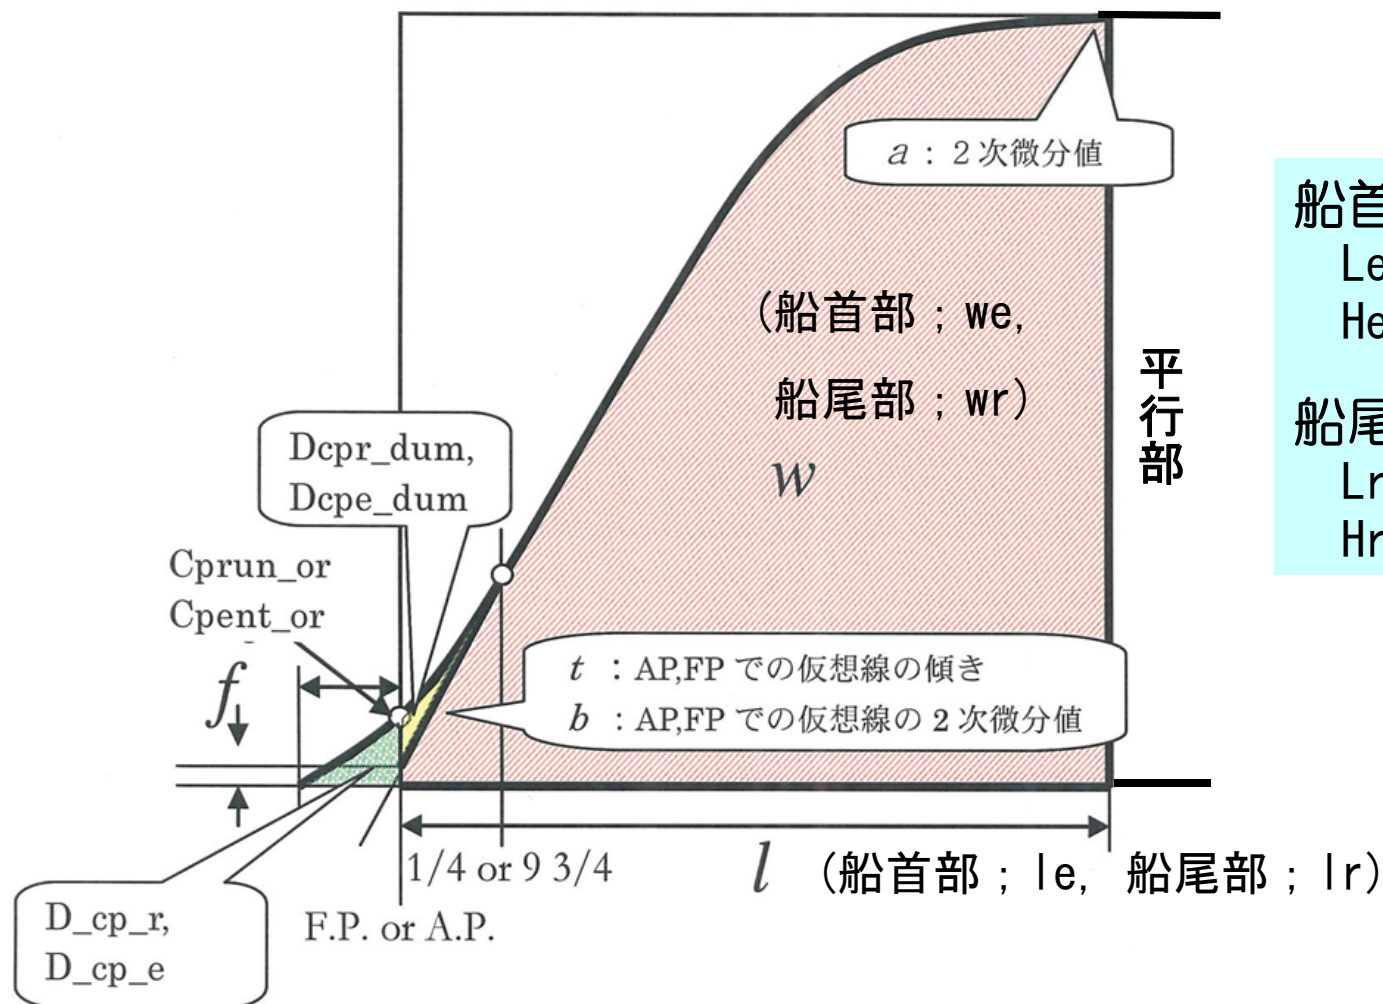 a : 2次微分値
船首
Le
He
(船首部 ; we,
船尾部 ; wr)
w
平行部
船尾
Lr
Hr
Dcpr_dum,
Dcpe_dum
Cprun_or
Cpent_or
t : AP,FP での仮想線の傾き
b : AP,FP での仮想線の 2 次微分値
f
1/4 or 9 3/4
l (船首部 ; le, 船尾部 ; lr)
F.P. or A.P.
D_cp_r,
D_cp_e